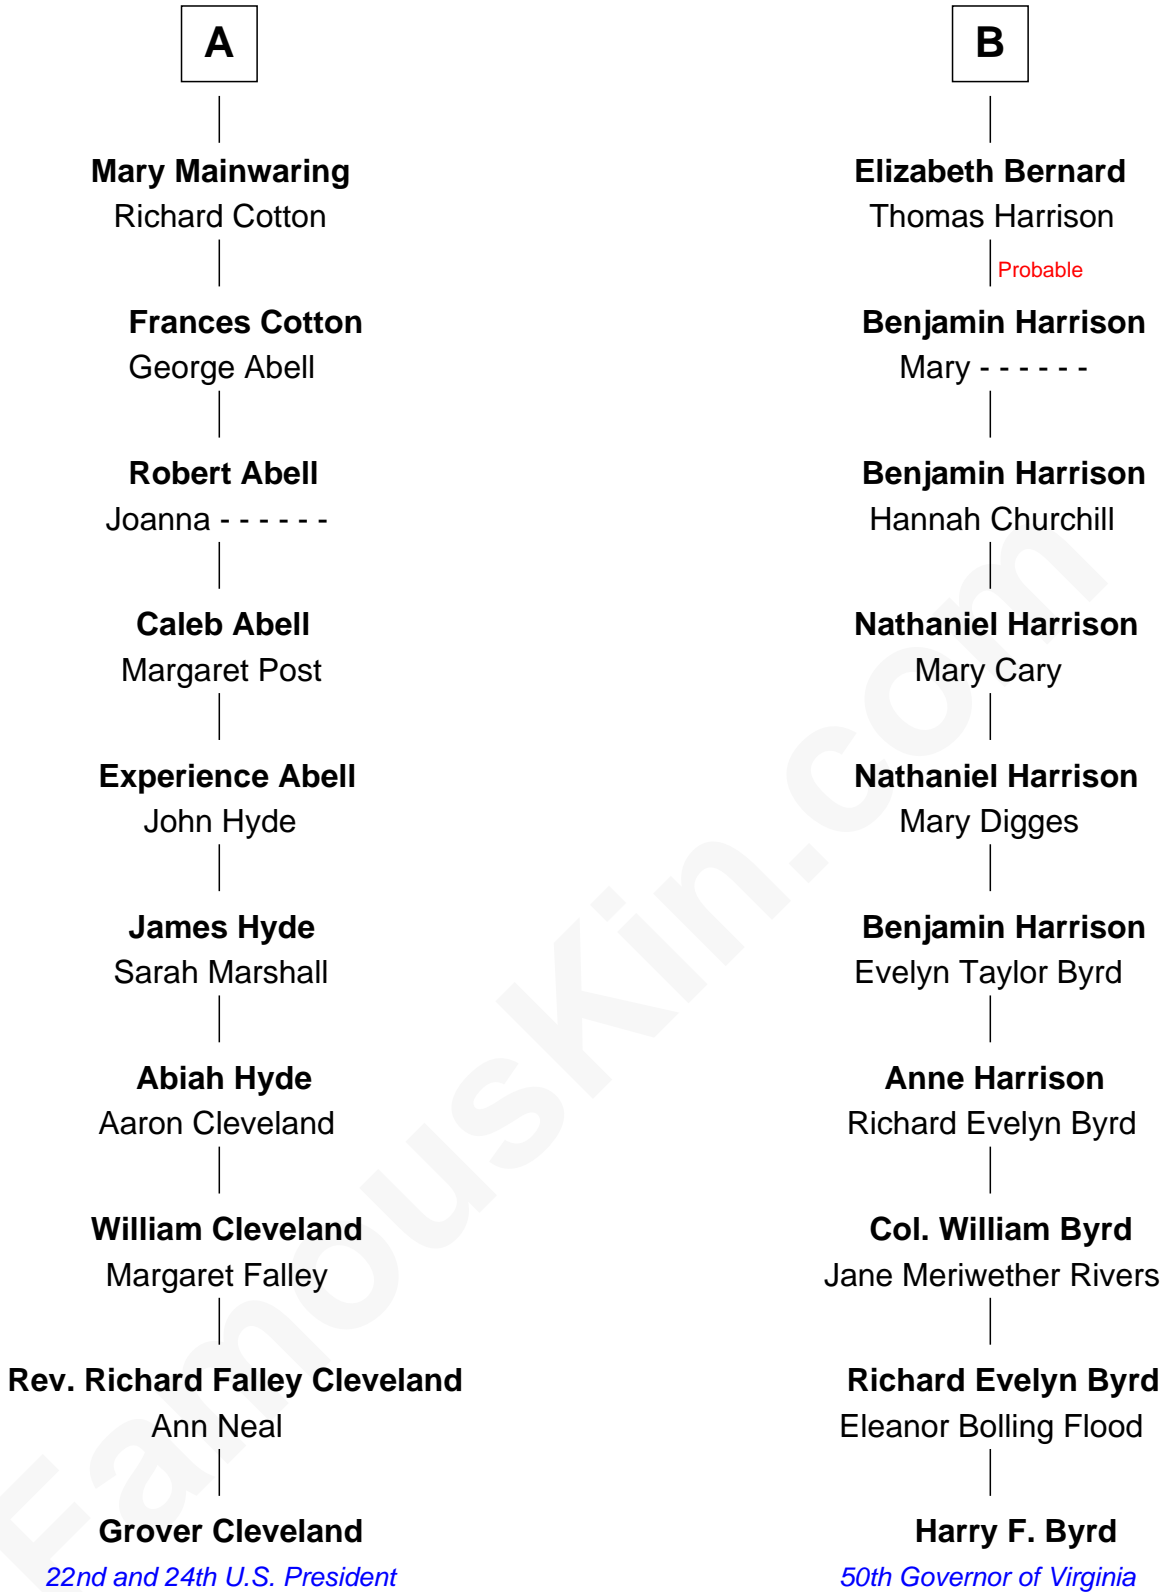 A
Mary Mainwaring
Richard Cotton
Frances Cotton
George Abell
Robert Abell
Joanna - - - - - -
Caleb Abell
Margaret Post
Experience Abell
John Hyde
James Hyde
Sarah Marshall
Abiah Hyde
Aaron Cleveland
William Cleveland
Margaret Falley
Rev. Richard Falley Cleveland
Ann Neal
Grover Cleveland
22nd and 24th U.S. President
B
Elizabeth Bernard
Thomas Harrison
Probable
Benjamin Harrison
Mary - - - - - -
Benjamin Harrison
Hannah Churchill
Nathaniel Harrison
Mary Cary
Nathaniel Harrison
Mary Digges
Benjamin Harrison
Evelyn Taylor Byrd
Anne Harrison
Richard Evelyn Byrd
Col. William Byrd
Jane Meriwether Rivers
Richard Evelyn Byrd
Eleanor Bolling Flood
Harry F. Byrd
50th Governor of Virginia
FamousKin.com